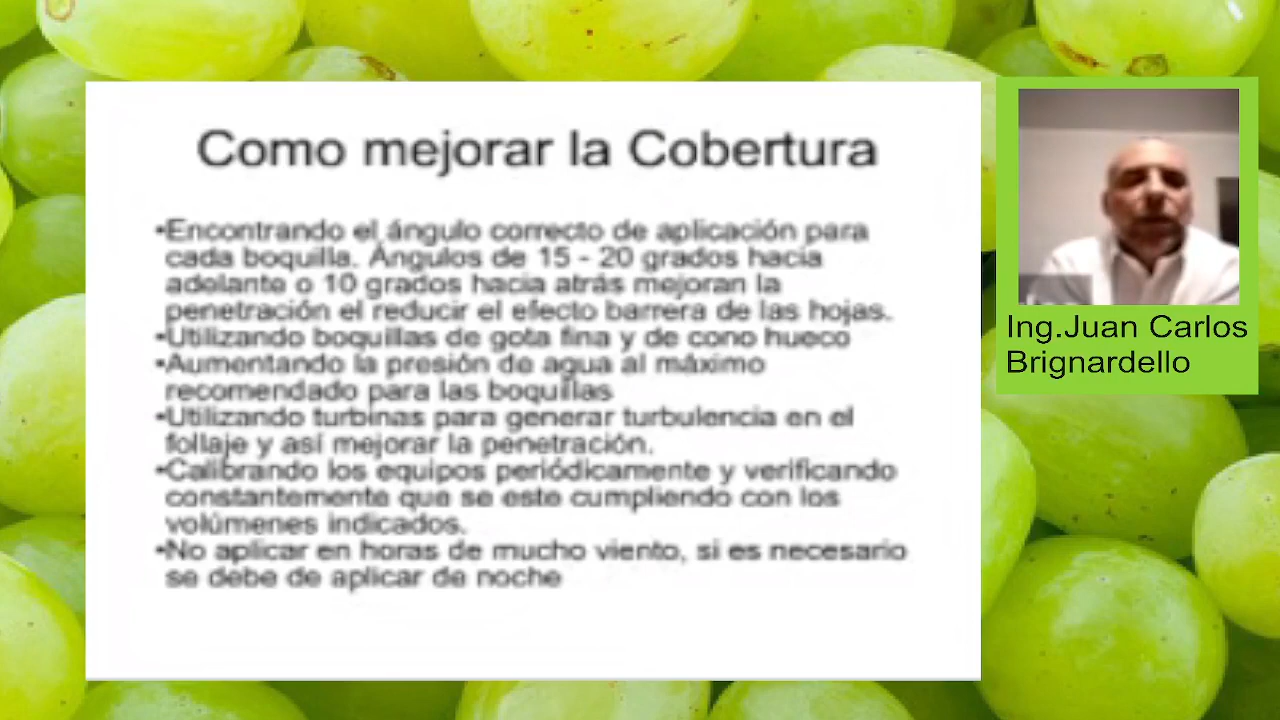 Como mejorar la Cobertura
•Encontrando el ángulo correcto de aplicación para
cada boquilla. Ángulos de 15 - 20 grados hacia
adelante o 10 grados hacia atrás mejoran la
penetración el reducir el efecto barrera de las hojas.
•Utilizando boquillas de gota fina y de cono hueco
•Aumentando la presión de agua al máximo
recomendado para las boquillas
•Utilizando turbinas para generar turbulencia en el
follaje y así mejorar la penetración.
•Calibrando los equipos periódicamente y verificando
constantemente que se este cumpliendo con los
volúmenes indicados.
•No aplicar en horas de mucho viento, si es necesario
se debe de aplicar de noche
Ing.Juan Carlos
Brignardello